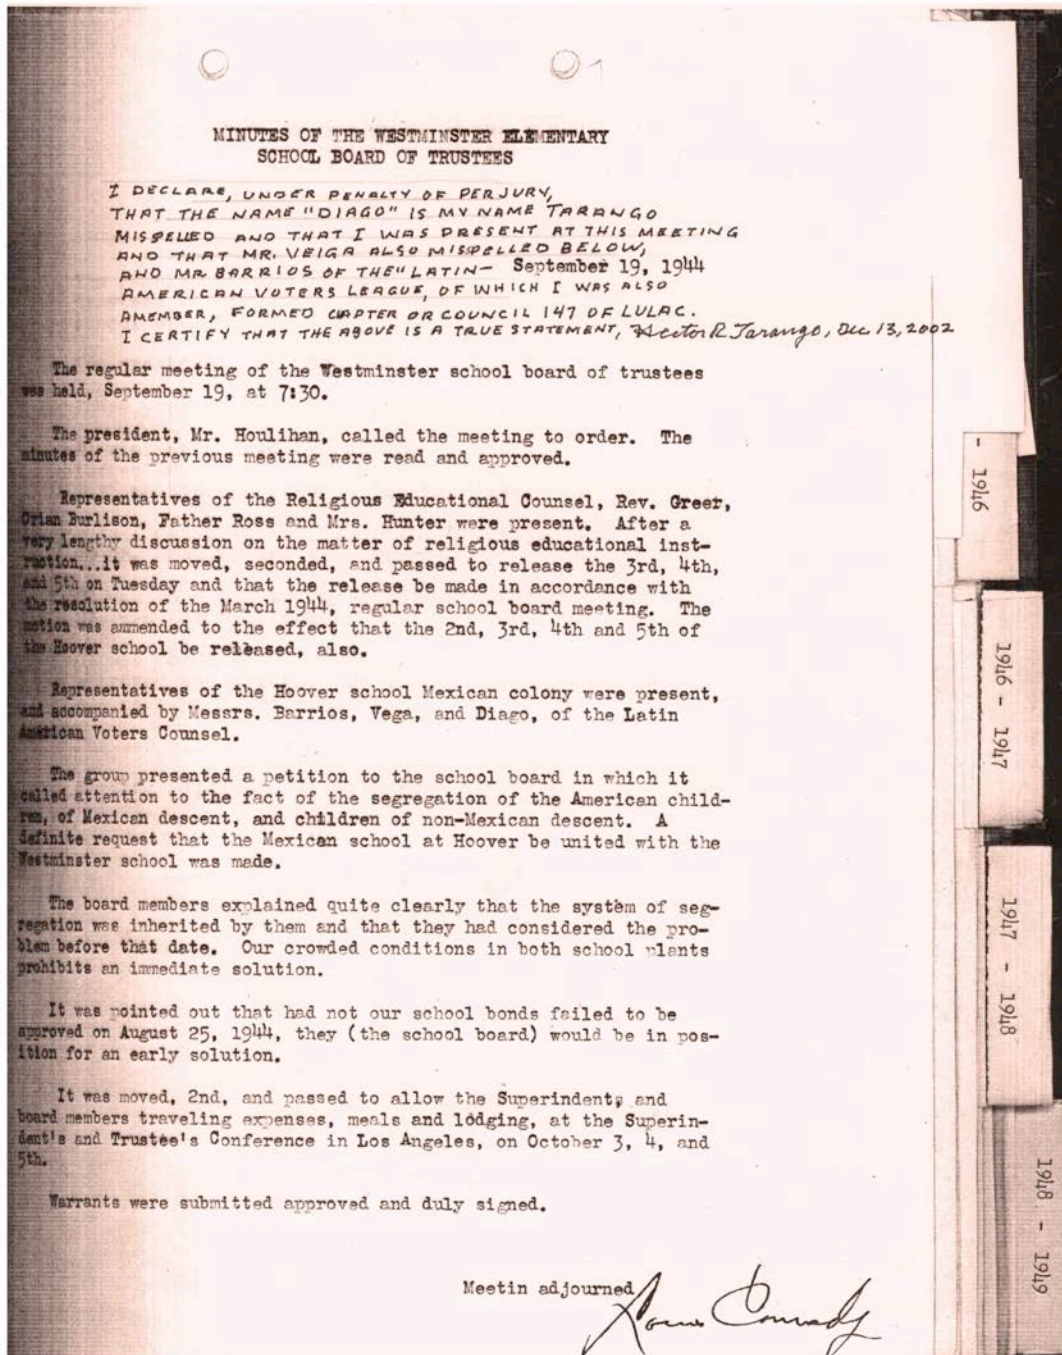 MINUTES OF THE WESTMINSTER ELEMENTARY
SCHOOL BOARD OF TRUSTEES
I DECLARE, UNDER PENALTY OF PERJURY,
THAT THE NAME "DIAGO" IS MY NAME TARANGO
MISPELLED AND THAT I WAS PRESENT AT THIS MEETING
AND THAT MR. VEIGA ALSO MISPELLED BELOW,
AND MR. BARRIOS OF THE "LATIN-
September 19, 1944
AMERICAN VOTERS LEAGUE, OF WHICH I WAS ALSO
AMEMBER, FORMED CHAPTER OR COUNCIL 147 OF LULAC.
I CERTIFY THAT THE ABOVE IS A TRUE STATEMENT, Hector R. Tarango, Dec 13, 2002
The regular meeting of the Westminster school board of trustees
was held, September 19, at 7:30.
The president, Mr. Houlihan, called the meeting to order. The
minutes of the previous meeting were read and approved.
Representatives of the Religious Educational Counsel, Rev. Greer,
Orian Burlison, Father Ross and Mrs. Hunter were present. After a
very lengthy discussion on the matter of religious educational inst-
ruction...it was moved, seconded, and passed to release the 3rd, 4th,
and 5th on Tuesday and that the release be made in accordance with
the resolution of the March 1944, regular school board meeting. The
motion was ammended to the effect that the 2nd, 3rd, 4th and 5th of
the Hoover school be released, also.
Representatives of the Hoover school Mexican colony were present,
and accompanied by Messrs. Barrios, Vega, and Diago, of the Latin
American Voters Counsel.
The group presented a petition to the school board in which it
called attention to the fact of the segregation of the American child-
ren, of Mexican descent, and children of non-Mexican descent. A
definite request that the Mexican school at Hoover be united with the
Westminster school was made.
The board members explained quite clearly that the system of seg-
regation was inherited by them and that they had considered the pro-
blem before that date. Our crowded conditions in both school plants
prohibits an immediate solution.
It was pointed out that had not our school bonds failed to be
approved on August 25, 1944, they (the school board) would be in pos-
ition for an early solution.
It was moved, 2nd, and passed to allow the Superindent, and
board members traveling expenses, meals and lodging, at the Superin-
dent's and Trustee's Conference in Los Angeles, on October 3, 4, and
5th.
Warrants were submitted approved and duly signed.
Meetin adjourned
- 1946
1946 - 1947
1947 - 1948
1948 - 1949